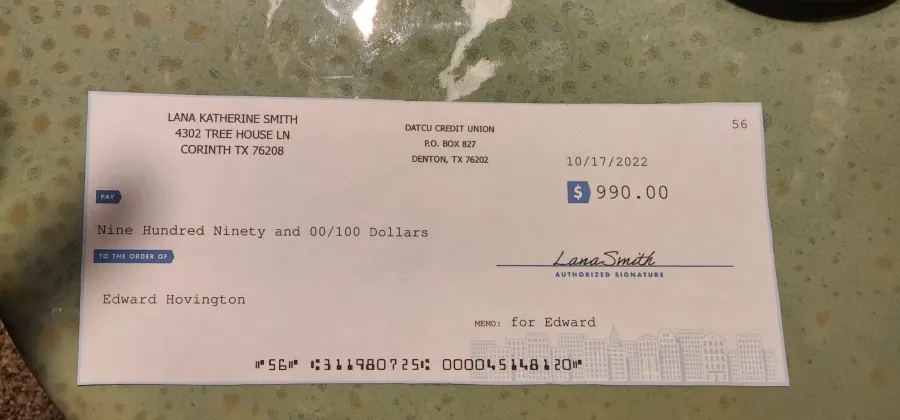 LANA KATHERINE SMITH
4302 TREE HOUSE LN
CORINTH TX 76208
DATCU CREDIT UNION
P.O. BOX 827
DENTON, TX 76202
56
10/17/2022
$ 990.00
PAY
Nine Hundred Ninety and 00/100 Dollars
TO THE ORDER OF
Lana Smith
AUTHORIZED SIGNATURE
Edward Hovington
MEMO: for Edward
⑈56⑈ ⑆311980725⑆ 000045148120⑈